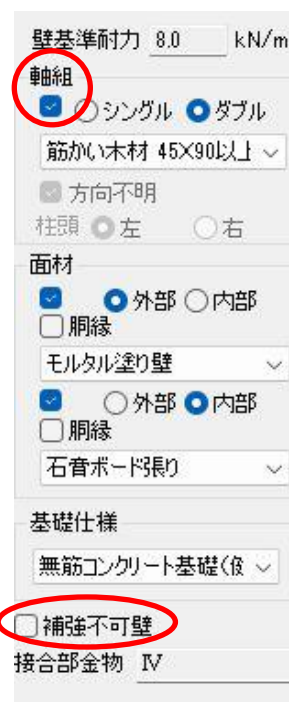 壁基準耐力 8.0 kN/m
軸組
シングル ダブル
筋かい木材 45×90以上
方向不明
柱頭 左 右
面材
外部 内部
胴縁
モルタル塗り壁
外部 内部
胴縁
石膏ボード張り
基礎仕様
無筋コンクリート基礎(
補強不可壁
接合部金物 Ⅳ